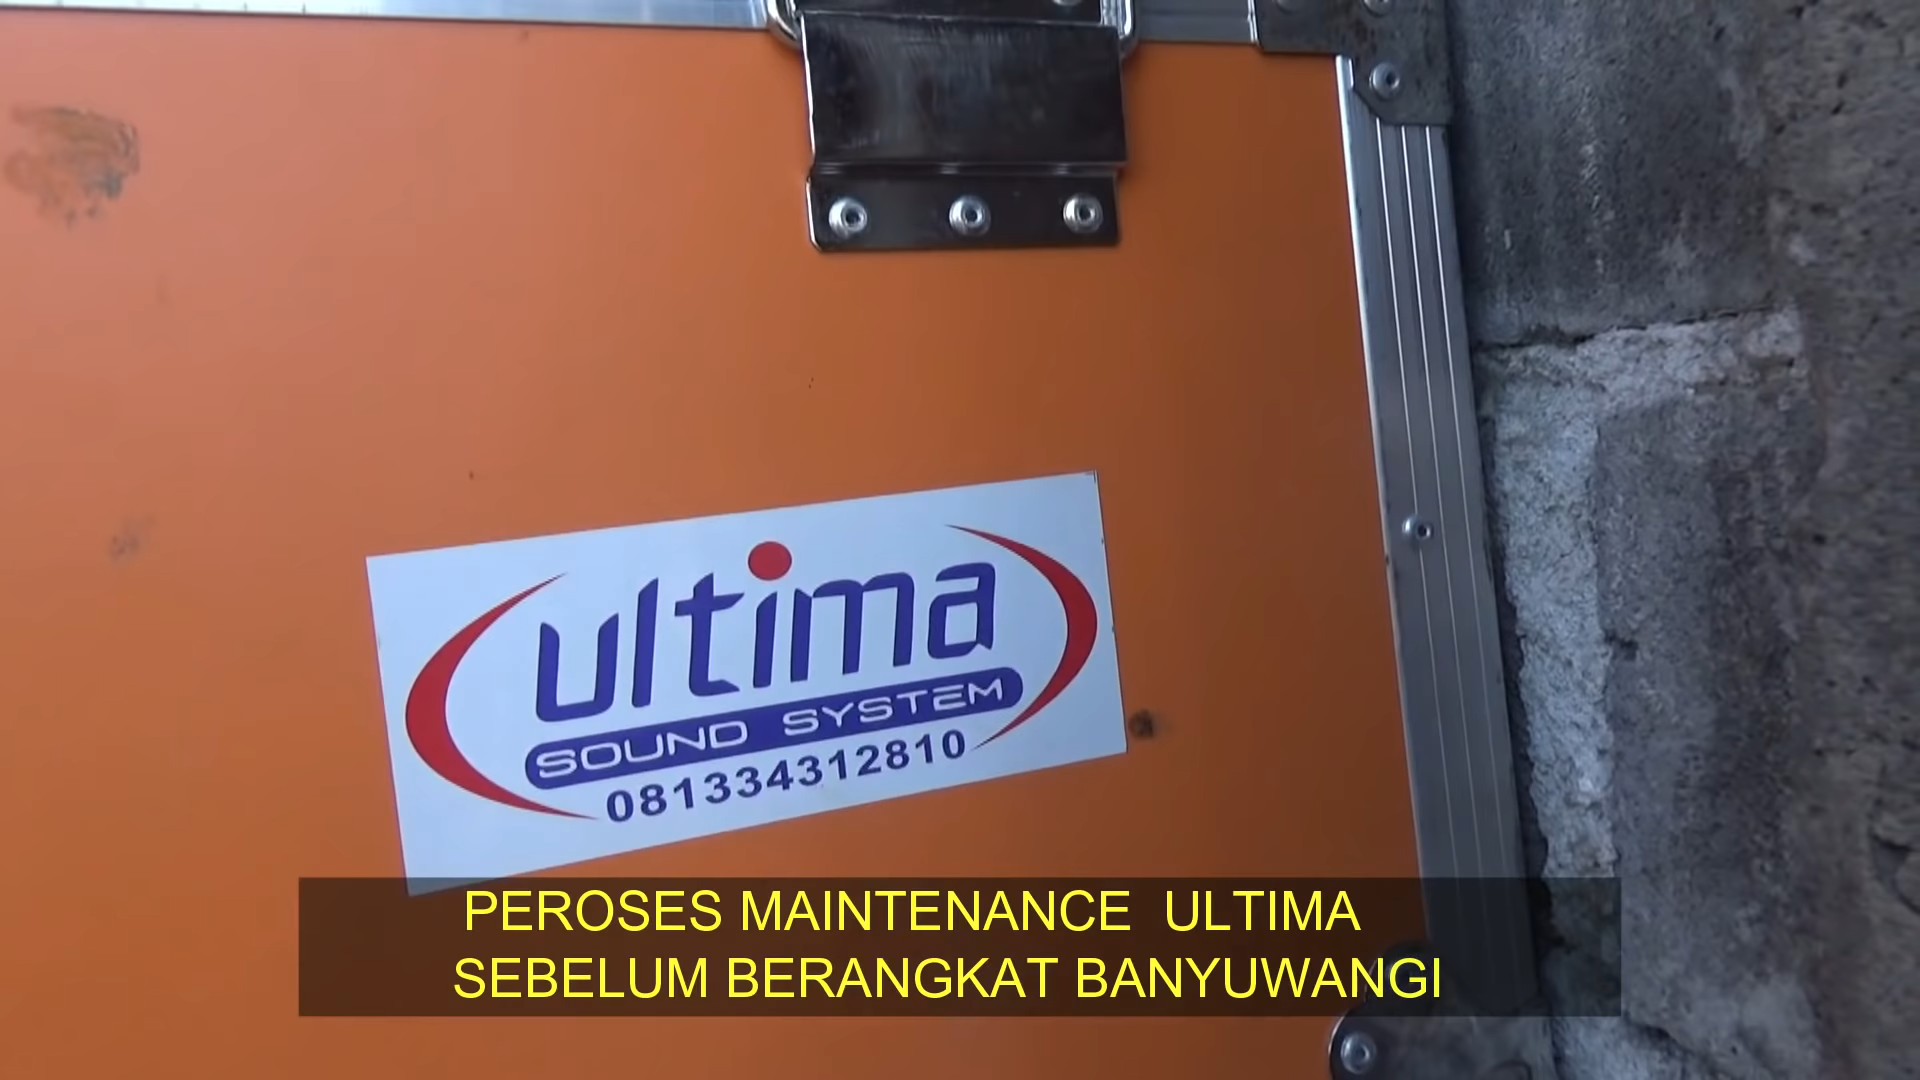 ultima
SOUND SYSTEM
081334312810
PEROSES MAINTENANCE ULTIMA
SEBELUM BERANGKAT BANYUWANGI